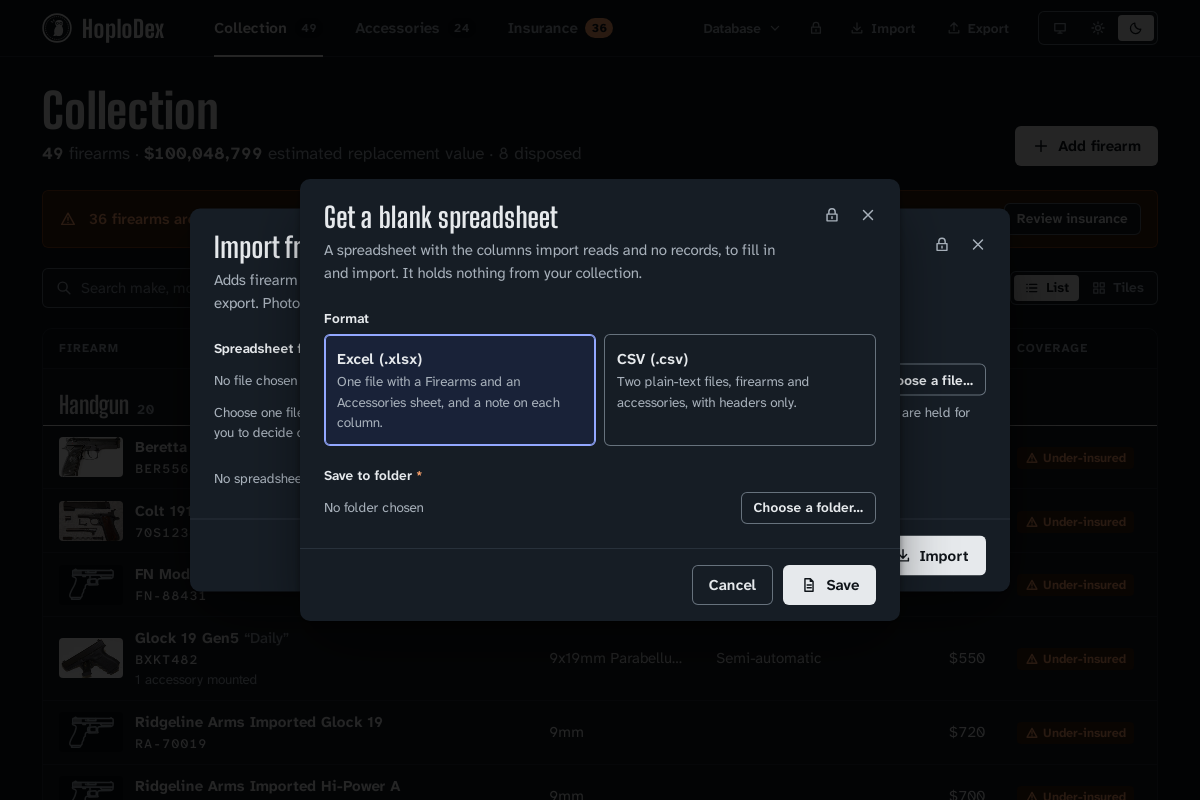 HoploDex
Collection 49
Accessories 24
Insurance 36
Database
Import
Export
Collection
49 firearms · $100,048,799 estimated replacement value · 8 disposed
Add firearm
36 firearms
Review insurance
Search make,
List
Tiles
FIREARM
COVERAGE
Import
Adds firearm
export. Photo
Spreadsheet
No file chosen
Choose one file
you to decide
No spreadsheet
a file...
are held for
Import
Get a blank spreadsheet
A spreadsheet with the columns import reads and no records, to fill in
and import. It holds nothing from your collection.
Format
Excel (.xlsx)
One file with a Firearms and an
Accessories sheet, and a note on each
column.
CSV (.csv)
Two plain-text files, firearms and
accessories, with headers only.
Save to folder *
No folder chosen
Choose a folder...
Cancel
Save
Handgun 20
Beretta
BER556
Under-insured
Colt 191
70S123
Under-insured
FN Mod
FN-88431
Under-insured
Glock 19 Gen5 “Daily”
BXKT482
1 accessory mounted
9x19mm Parabellu...
Semi-automatic
$550
Under-insured
Ridgeline Arms Imported Glock 19
RA-70019
9mm
$720
Under-insured
Ridgeline Arms Imported Hi-Power A
9mm
$700
Under-insured